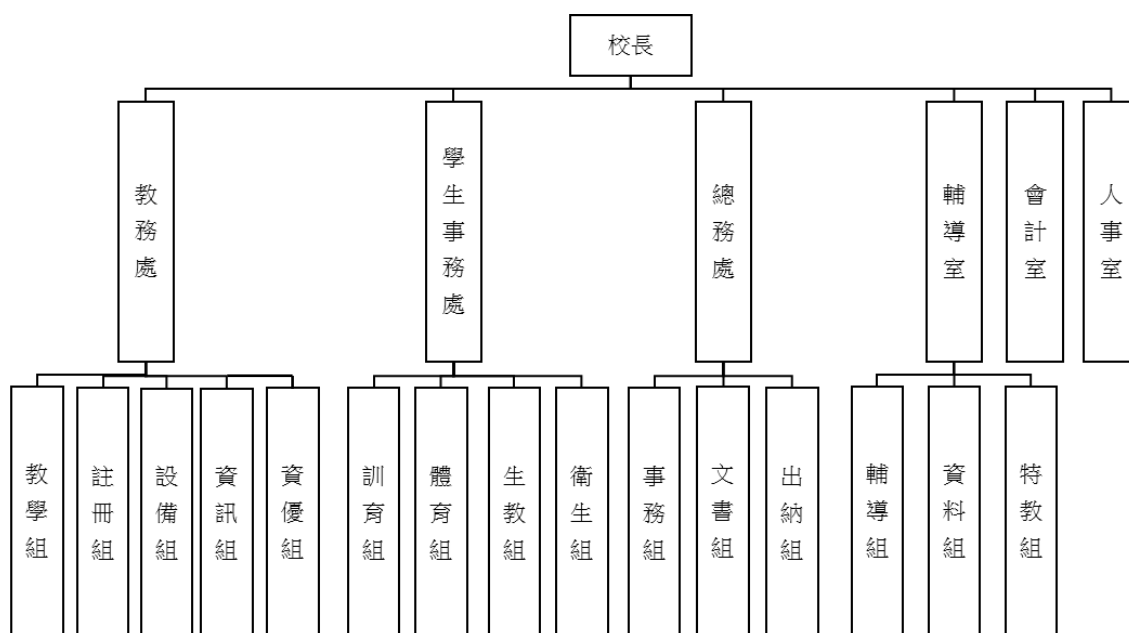 校長
教務處
學生事務處
總務處
輔導室
會計室
人事室
教學組
註冊組
設備組
資訊組
資優組
訓育組
體育組
生教組
衛生組
事務組
文書組
出納組
輔導組
資料組
特教組